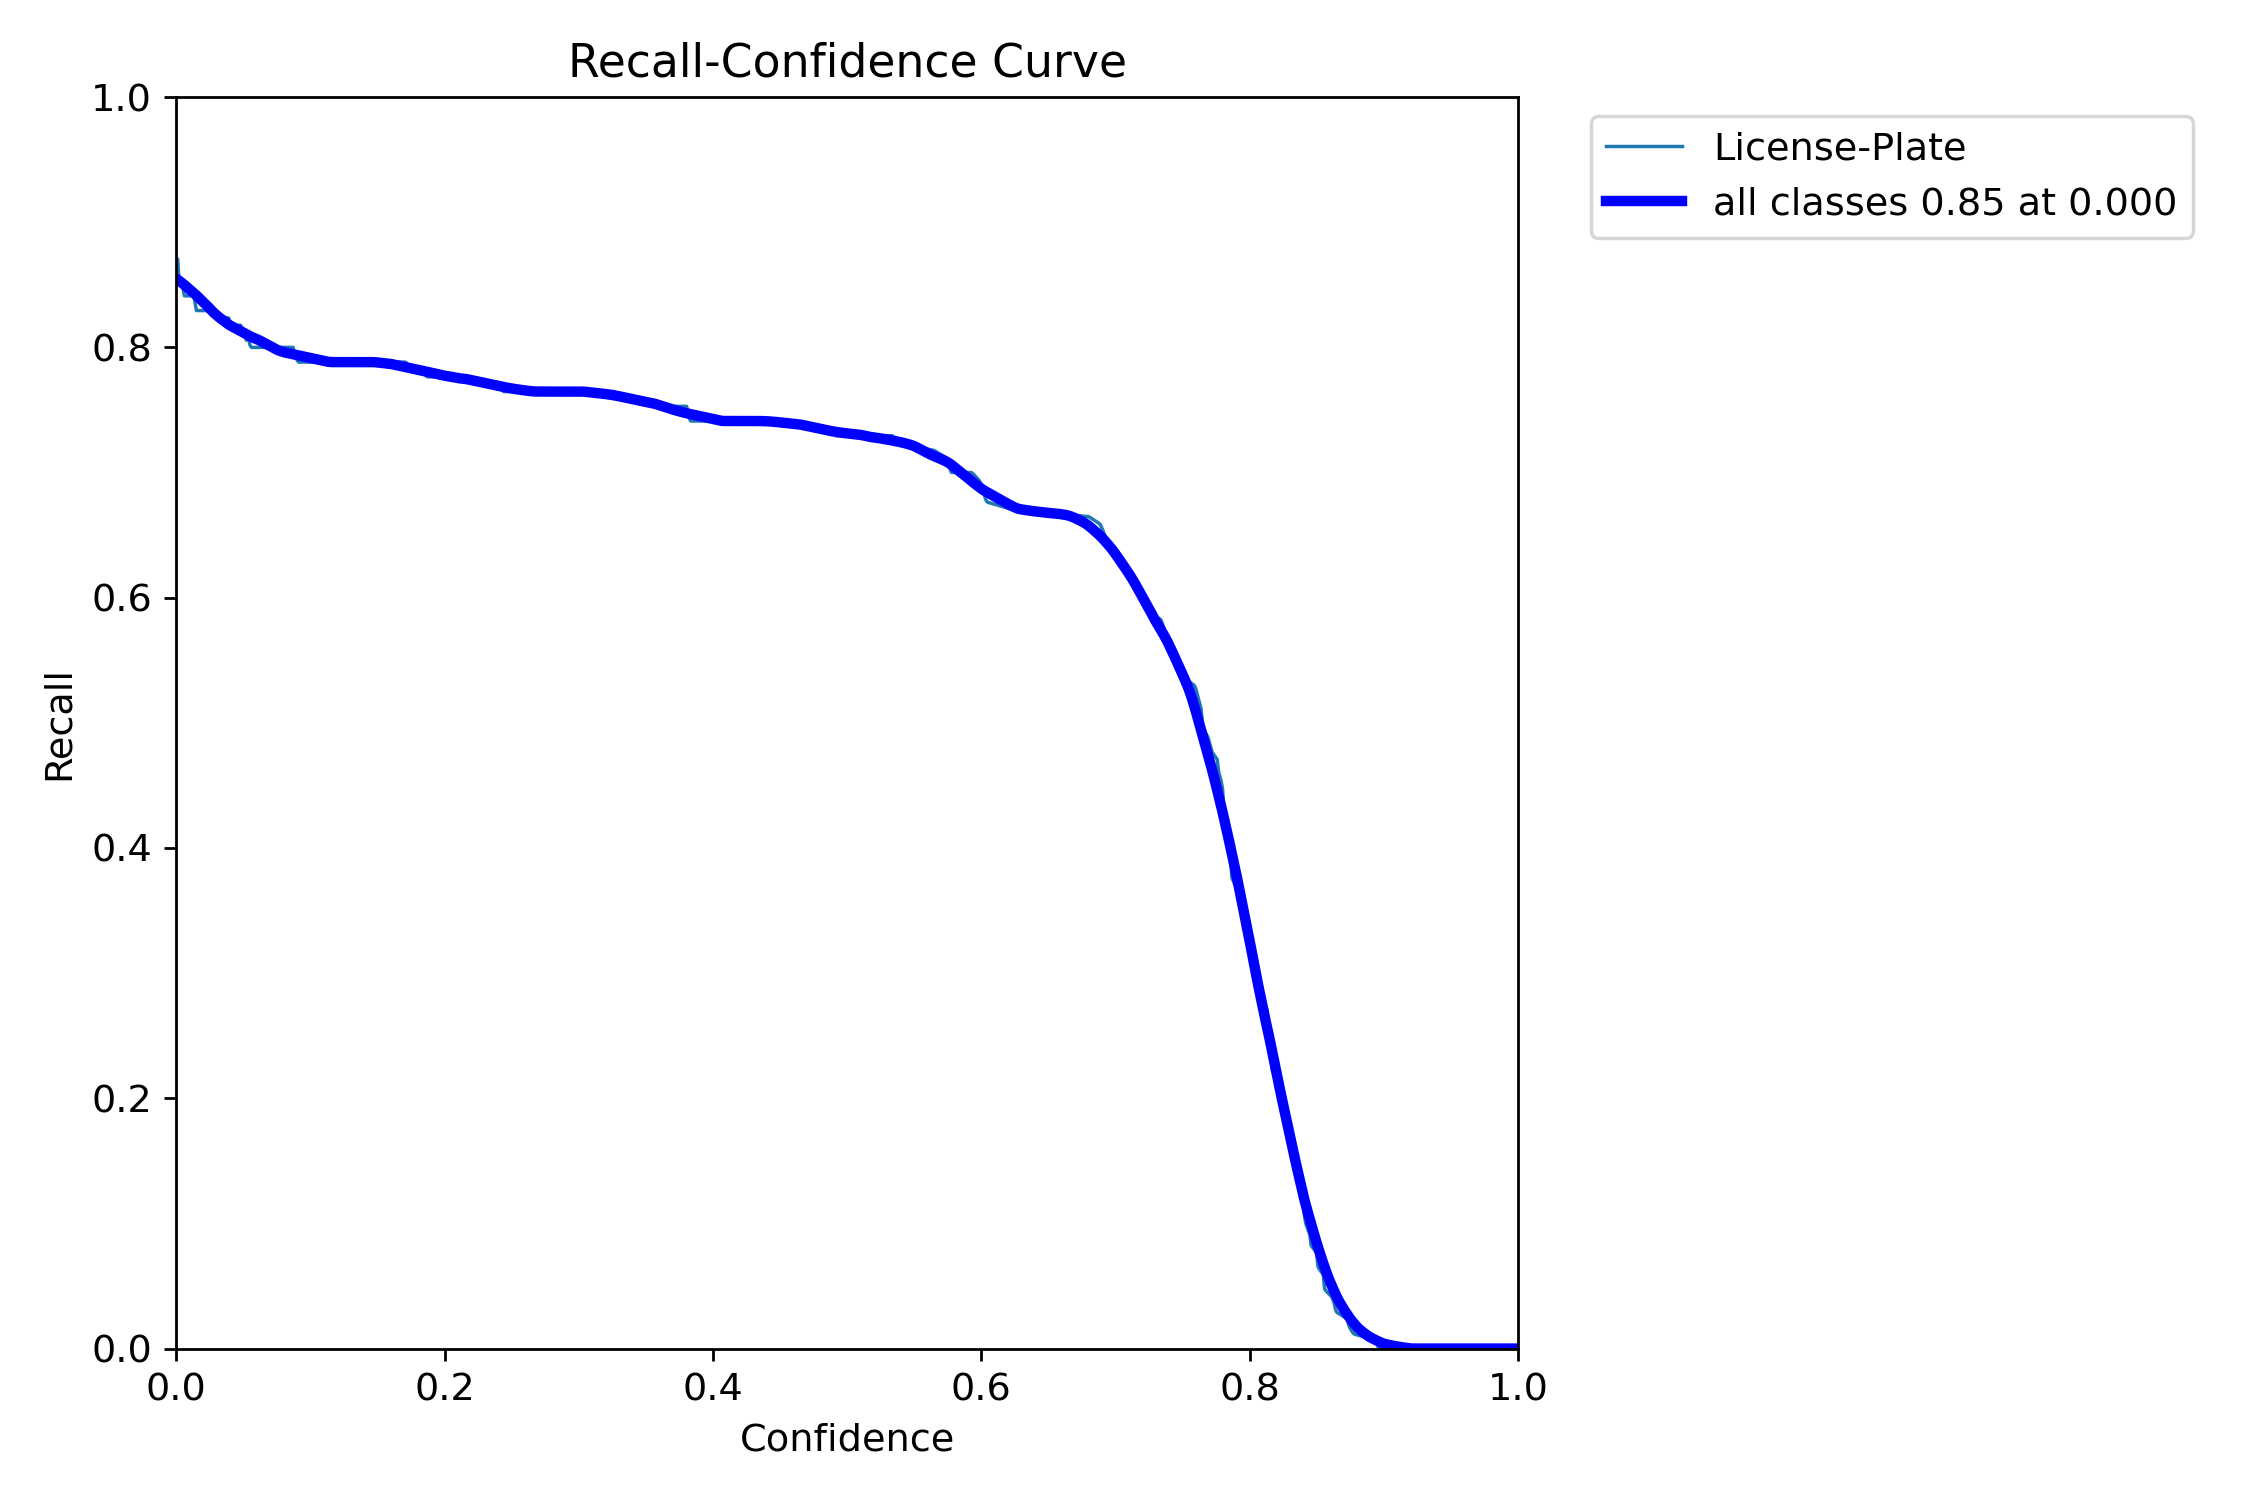 Recall-Confidence Curve
1.0
0.8
0.6
0.4
0.2
0.0
Recall
0.0 0.2 0.4 0.6 0.8 1.0
Confidence
License-Plate
all classes 0.85 at 0.000